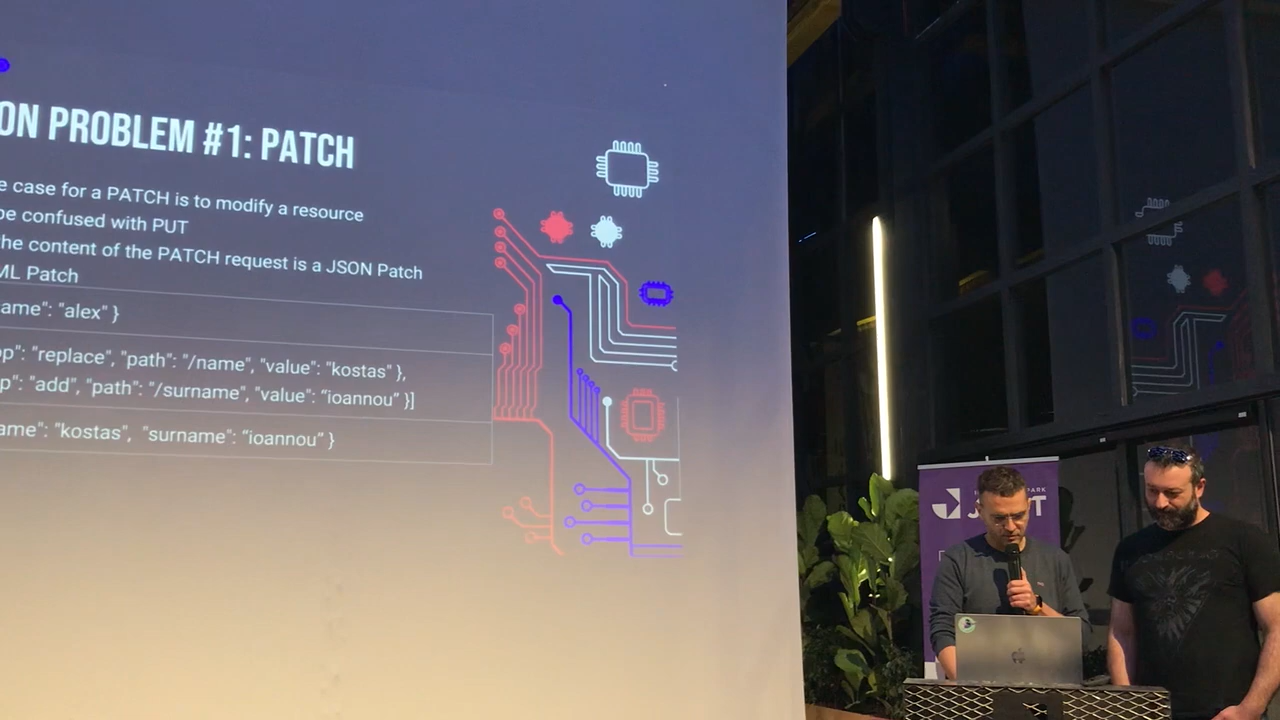 ON PROBLEM #1: PATCH
e case for a PATCH is to modify a resource
be confused with PUT
he content of the PATCH request is a JSON Patch
ML Patch
ame": "alex" }
op": "replace", "path": "/name", "value": "kostas" },
p": "add", "path": "/surname", "value": “ioannou” }]
ame": "kostas", "surname": “ioannou” }
PARK